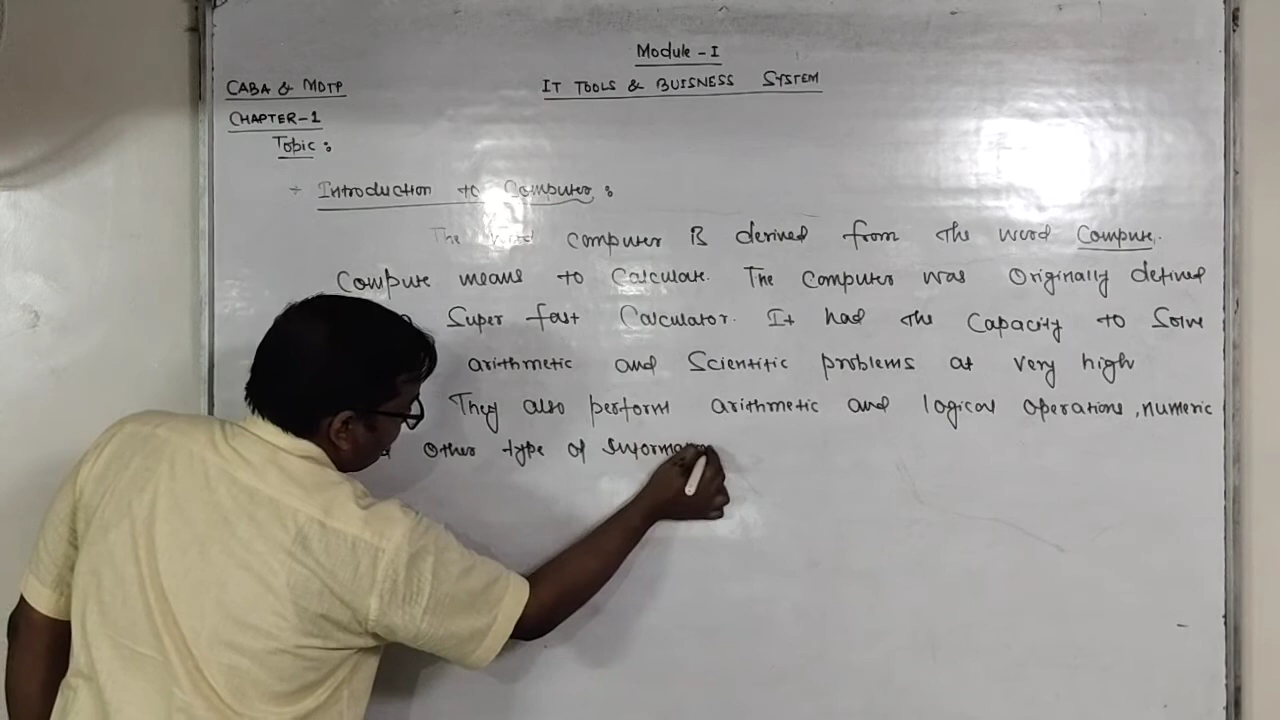 Module - I
CABA & MDTP
IT TOOLS & BUISNESS SYSTEM
CHAPTER-1
Topic :
÷ Introduction to Computer :
The word computer is derived from the word Compute.
Compute means to Calculate. The Computer was Originally defined
Super fast Calculator. It had the Capacity to Solve
arithmetic and Scientific problems at very high
They also perform arithmetic and logical Operations, numeric
Other type of